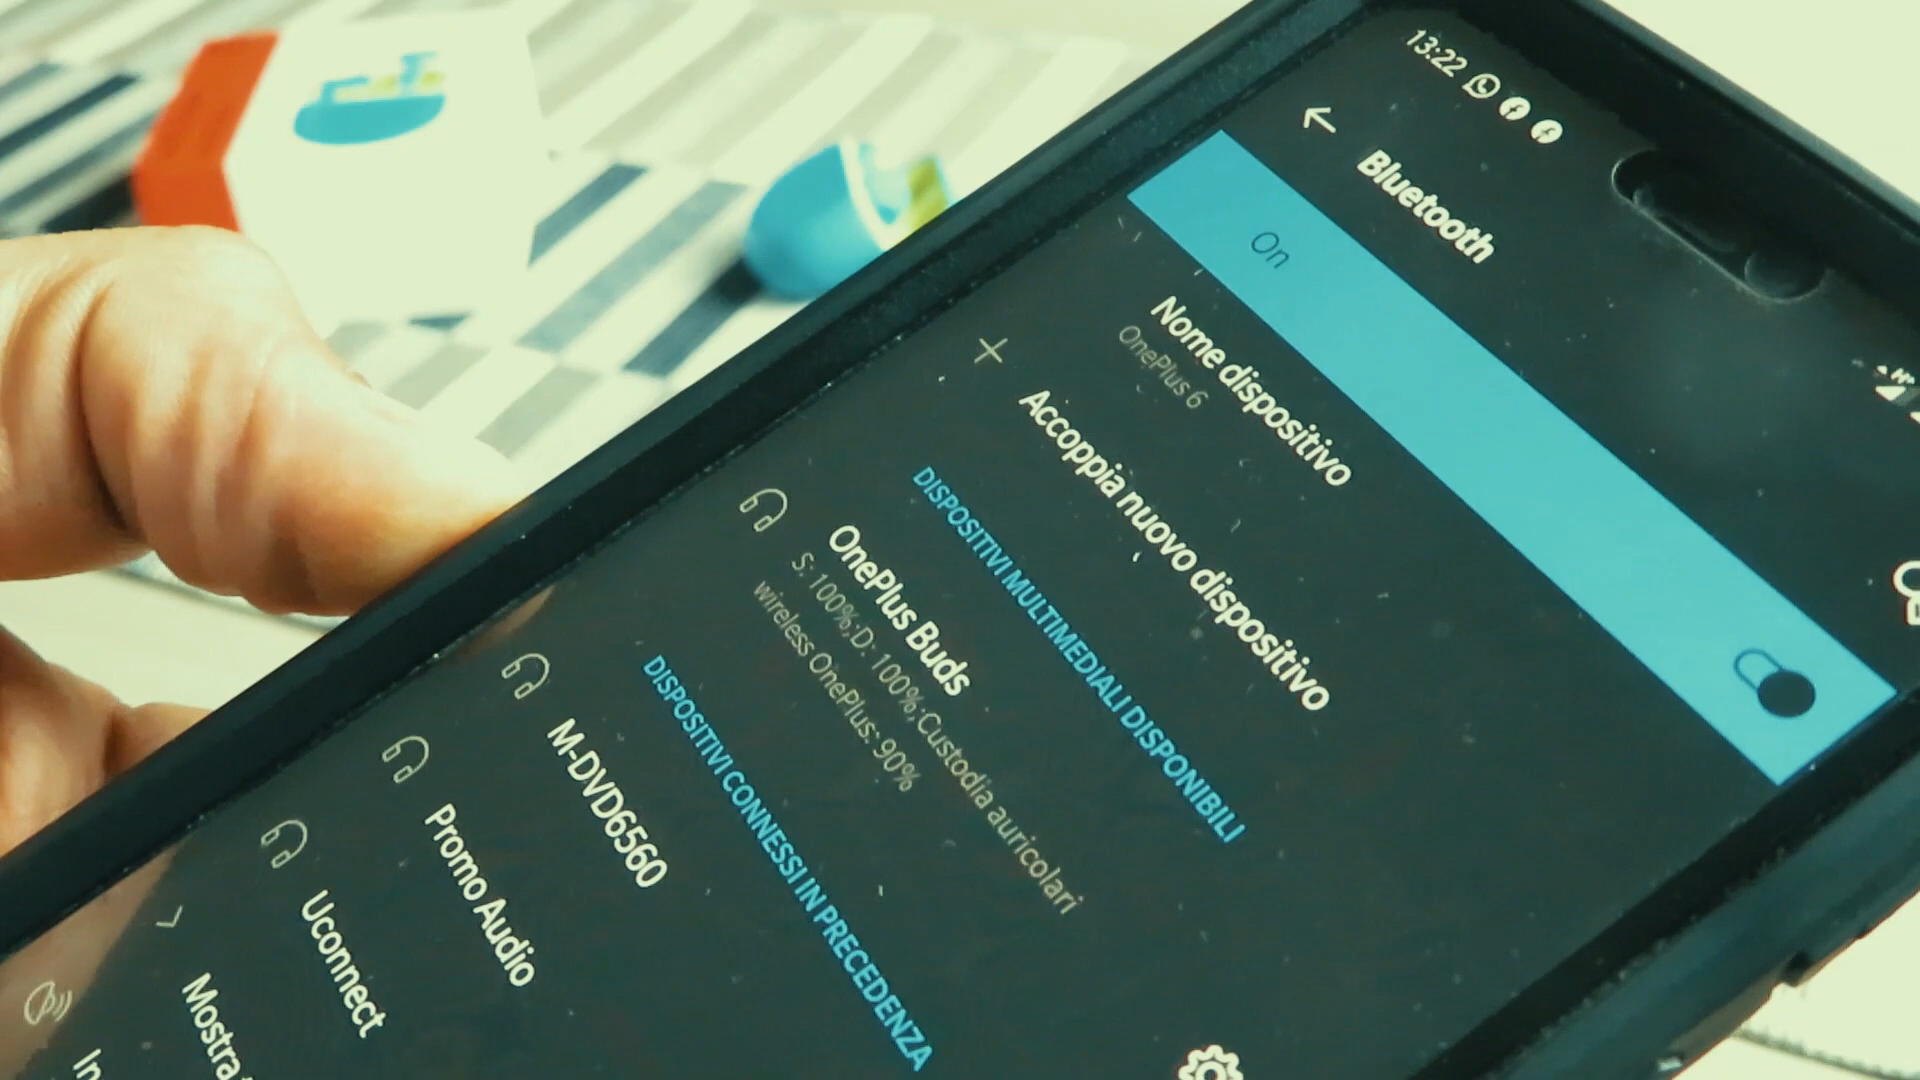 13:22
Bluetooth
On
Nome dispositivo
OnePlus 6
Accoppia nuovo dispositivo
DISPOSITIVI MULTIMEDIALI DISPONIBILI
OnePlus Buds
S: 100%;D: 100%;Custodia auricolari
wireless OnePlus: 90%
DISPOSITIVI CONNESSI IN PRECEDENZA
M-DVD6560
Promo Audio
Uconnect